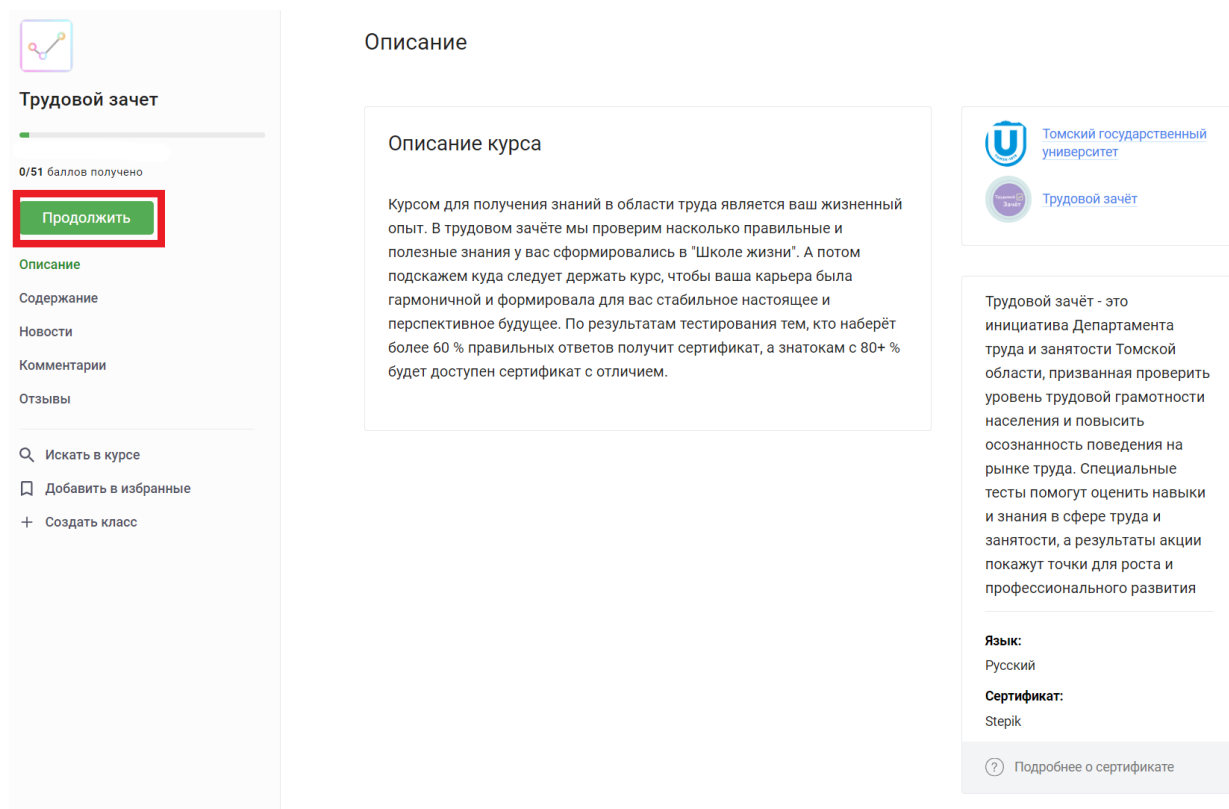 Трудовой зачет
0/51 баллов получено
Продолжить
Описание
Содержание
Новости
Комментарии
Отзывы
Искать в курсе
Добавить в избранные
Создать класс
Описание
Описание курса
Курсом для получения знаний в области труда является ваш жизненный
опыт. В трудовом зачёте мы проверим насколько правильные и
полезные знания у вас сформировались в "Школе жизни". А потом
подскажем куда следует держать курс, чтобы ваша карьера была
гармоничной и формировала для вас стабильное настоящее и
перспективное будущее. По результатам тестирования тем, кто наберёт
более 60 % правильных ответов получит сертификат, а знатокам с 80+ %
будет доступен сертификат с отличием.
Томский государственный
университет
Трудовой зачёт
Трудовой зачёт - это
инициатива Департамента
труда и занятости Томской
области, призванная проверить
уровень трудовой грамотности
населения и повысить
осознанность поведения на
рынке труда. Специальные
тесты помогут оценить навыки
и знания в сфере труда и
занятости, а результаты акции
покажут точки для роста и
профессионального развития
Язык:
Русский
Сертификат:
Stepik
Подробнее о сертификате